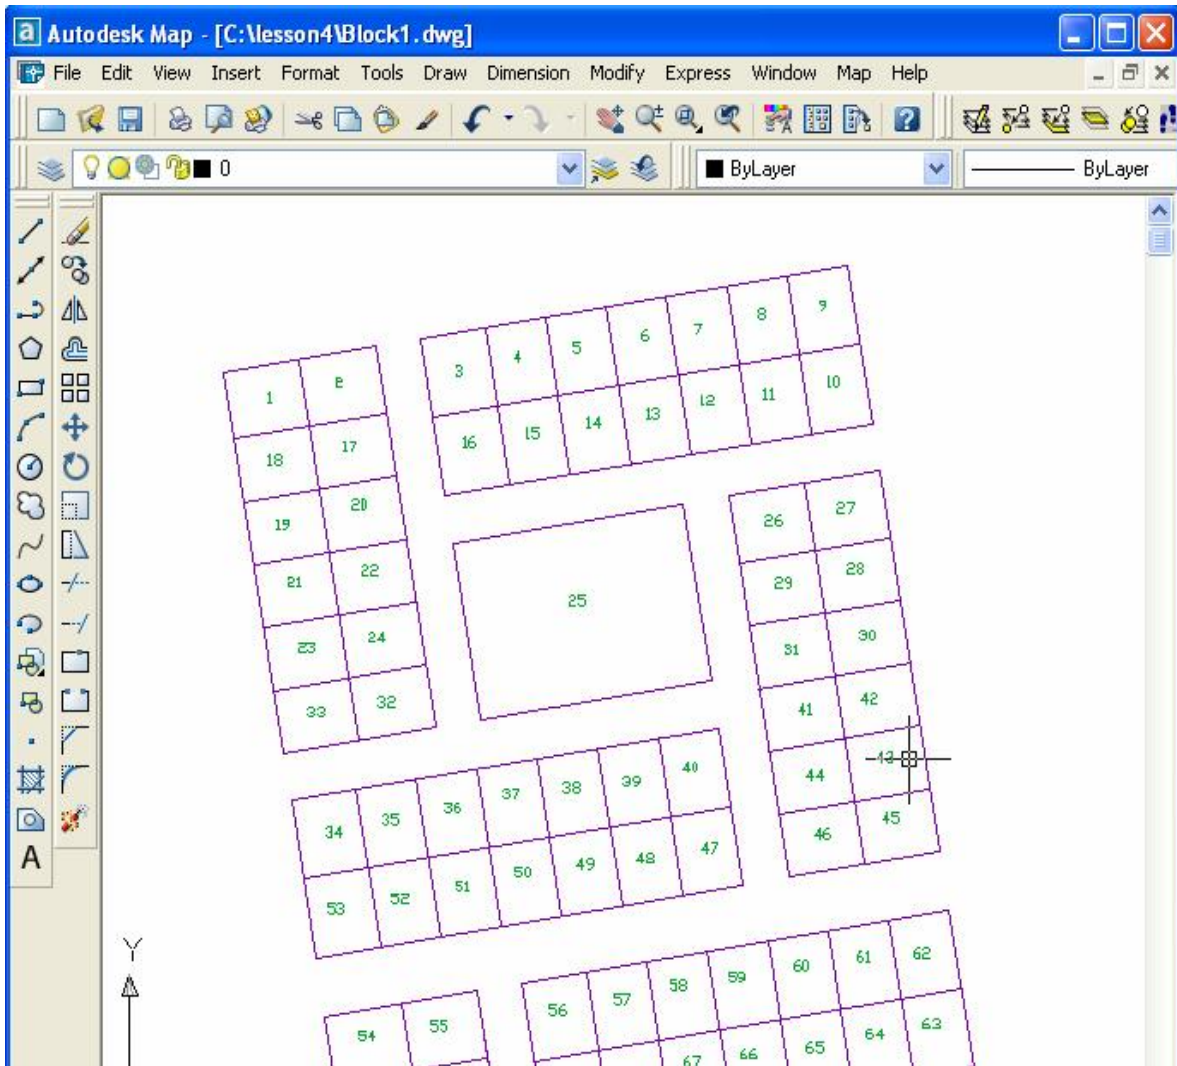 Autodesk Map - [C:\lesson4\Block1.dwg]
File Edit View Insert Format Tools Draw Dimension Modify Express Window Map Help
0 ByLayer ByLayer
1 2 3 4 5 6 7 8 9
18 17 16 15 14 13 12 11 10
19 20
21 22
23 24
33 32
25
26 27
29 28
31 30
41 42
44 43
46 45
34 35 36 37 38 39 40
53 52 51 50 49 48 47
54 55 56 57 58 59 60 61 62
67 66 65 64 63
A
Y